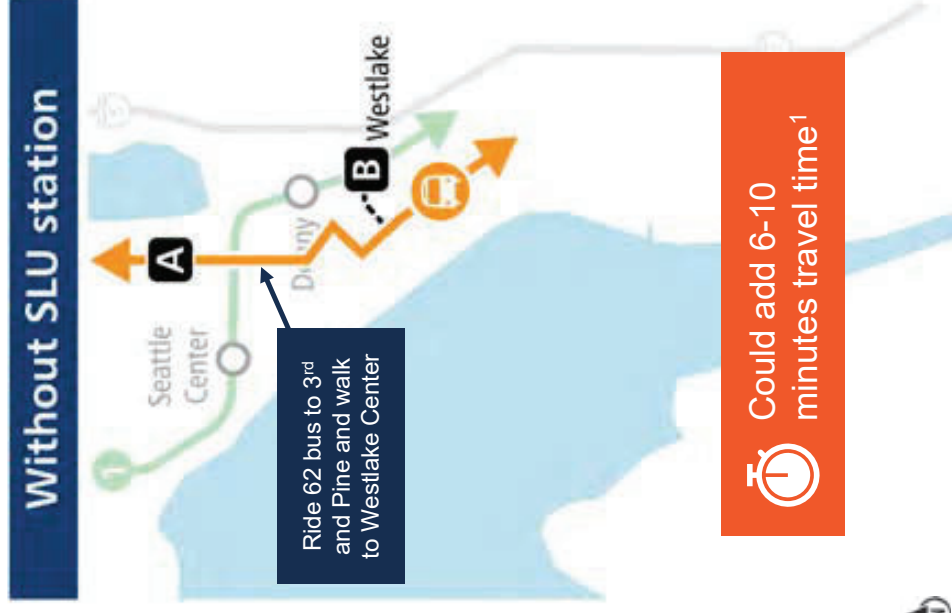 Without SLU station
Seattle
Center
A
Denny
B
Westlake
Ride 62 bus to 3rd
and Pine and walk
to Westlake Center
Could add 6-10
minutes travel time1